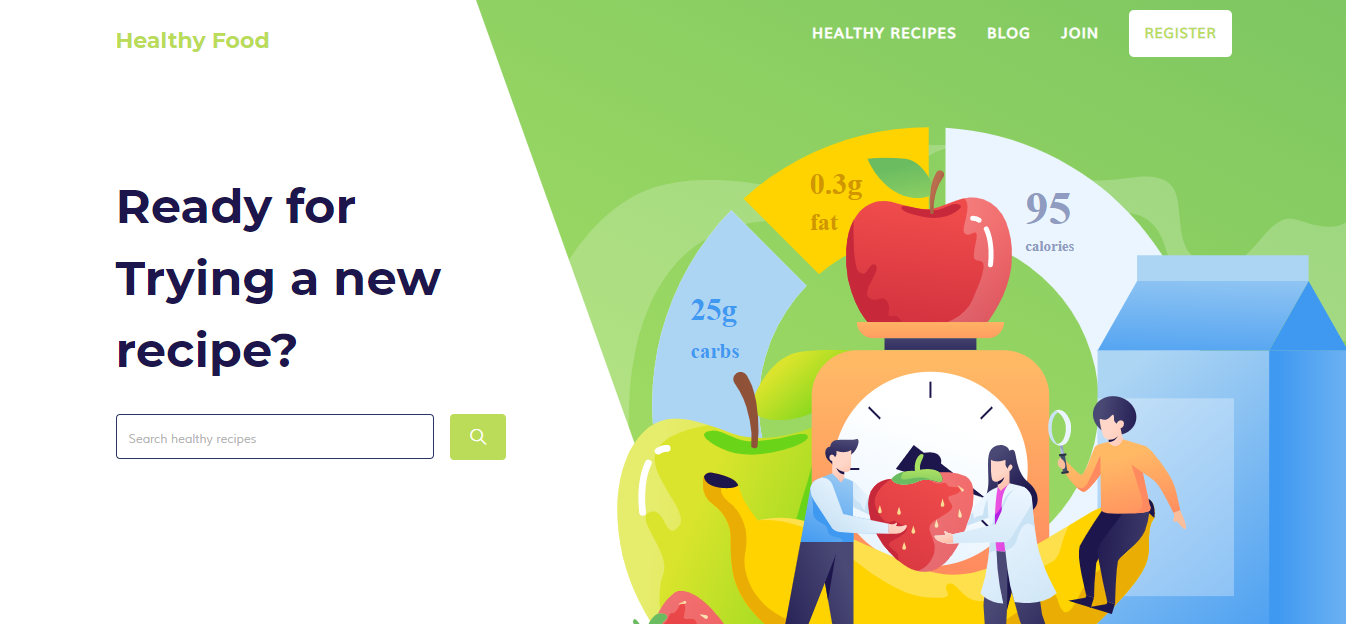 Healthy Food
HEALTHY RECIPES
BLOG
JOIN
REGISTER
Ready for
Trying a new
recipe?
Search healthy recipes
0.3g
fat
95
calories
25g
carbs